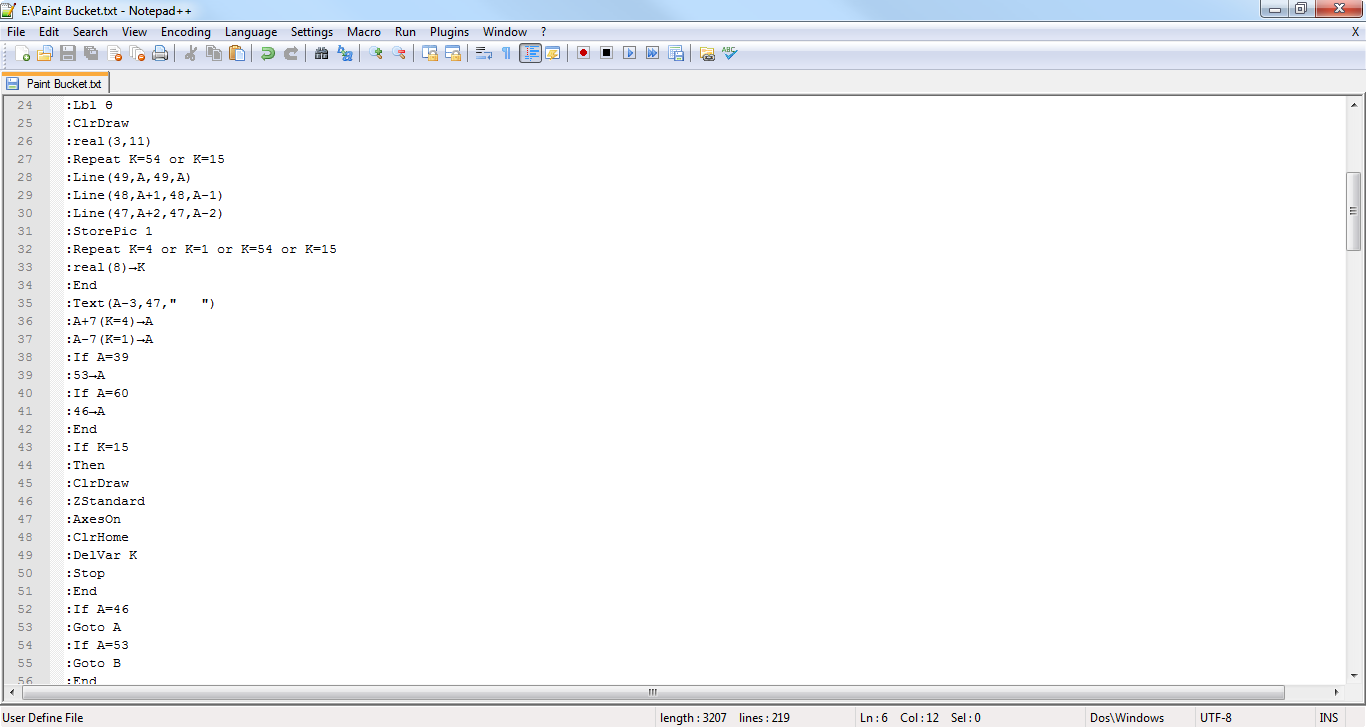 E:\Paint Bucket.txt - Notepad++
File Edit Search View Encoding Language Settings Macro Run Plugins Window ? X
Paint Bucket.txt
24 :Lbl θ
25 :ClrDraw
26 :real(3,11)
27 :Repeat K=54 or K=15
28 :Line(49,A,49,A)
29 :Line(48,A+1,48,A-1)
30 :Line(47,A+2,47,A-2)
31 :StorePic 1
32 :Repeat K=4 or K=1 or K=54 or K=15
33 :real(8)→K
34 :End
35 :Text(A-3,47,"   ")
36 :A+7(K=4)→A
37 :A-7(K=1)→A
38 :If A=39
39 :53→A
40 :If A=60
41 :46→A
42 :End
43 :If K=15
44 :Then
45 :ClrDraw
46 :ZStandard
47 :AxesOn
48 :ClrHome
49 :DelVar K
50 :Stop
51 :End
52 :If A=46
53 :Goto A
54 :If A=53
55 :Goto B
56 :End
User Define File length : 3207 lines : 219 Ln : 6 Col : 12 Sel : 0 Dos\Windows UTF-8 INS